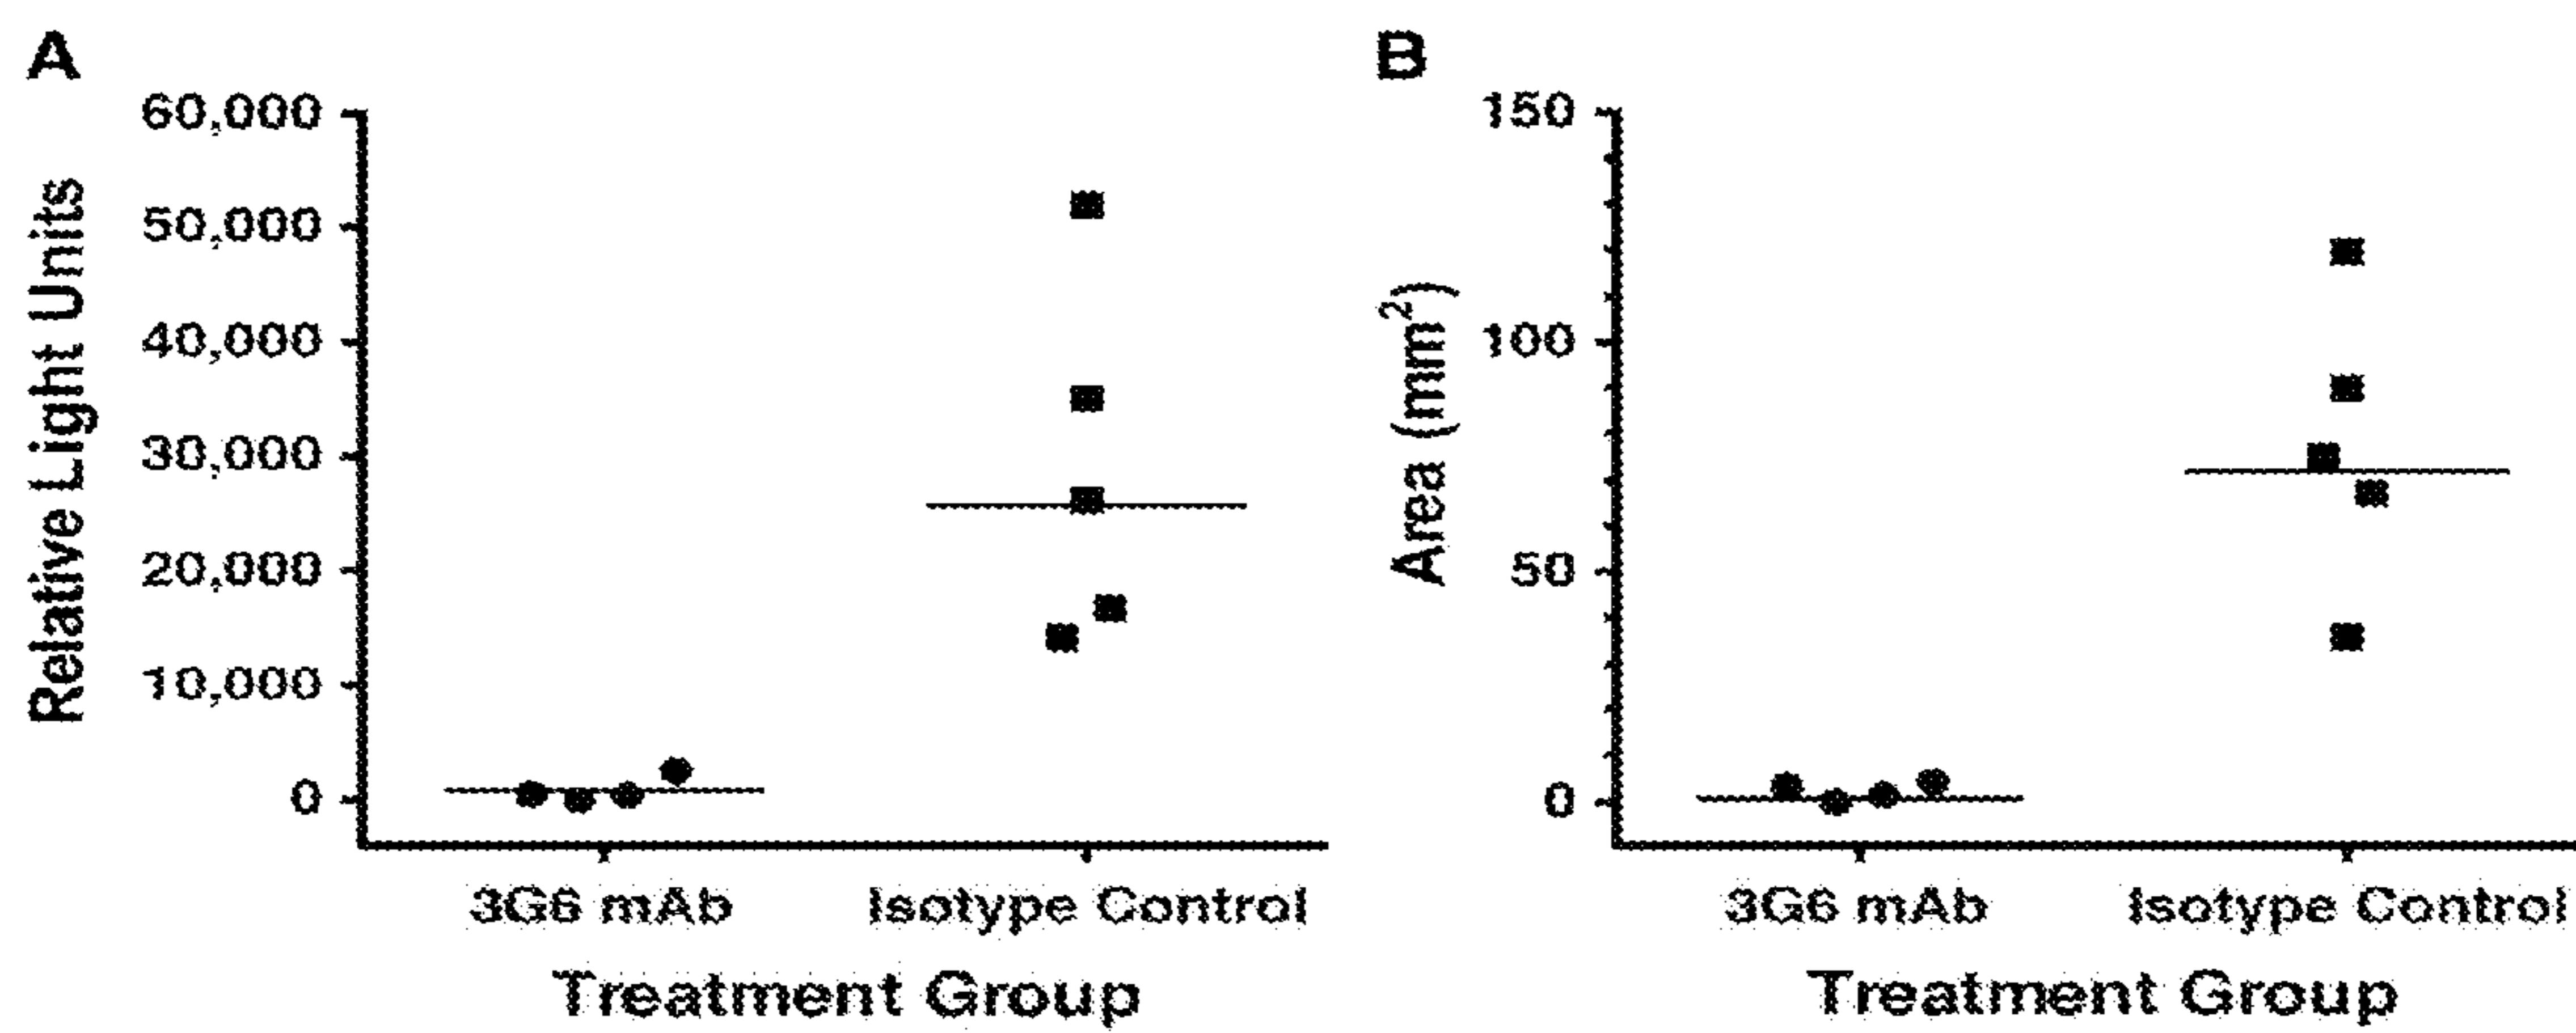 A
60,000
50,000
40,000
30,000
20,000
10,000
0
Relative Light Units
3G6 mAb
Isotype Control
Treatment Group
B
150
100
50
0
Area (mm²)
3G6 mAb
Isotype Control
Treatment Group